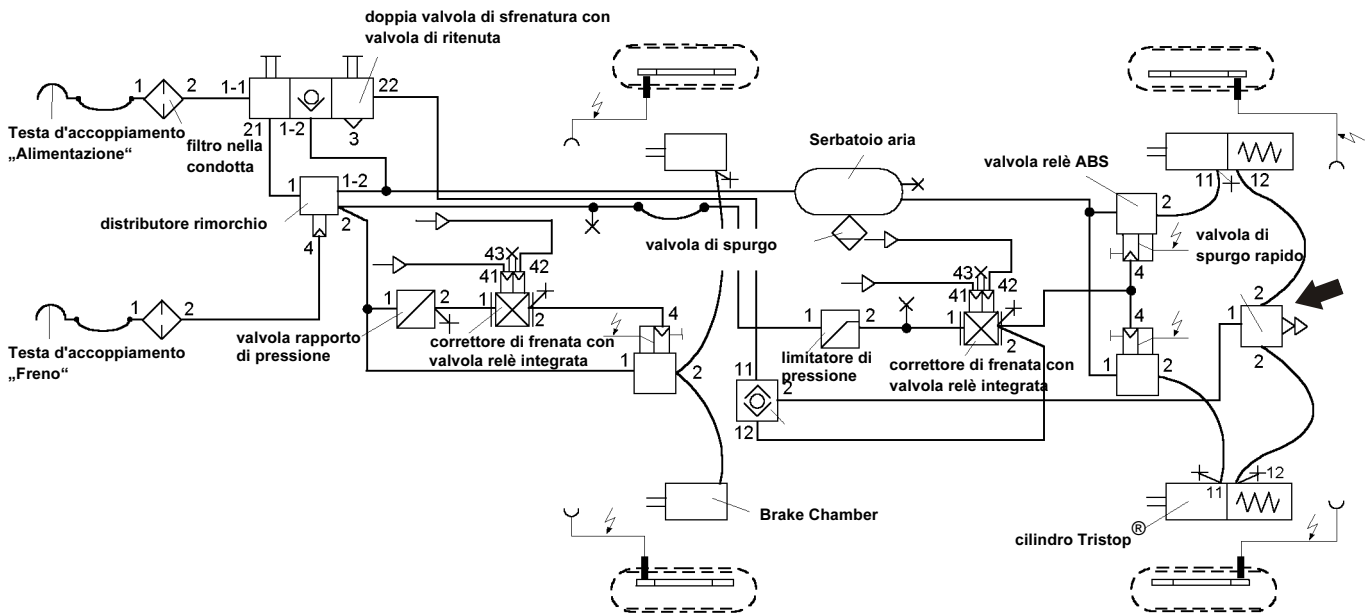 doppia valvola di sfrenatura con
valvola di ritenuta
1
2
1-1
22
21
1-2
3
Testa d'accoppiamento
„Alimentazione“
filtro nella
condotta
Serbatoio aria
valvola relè ABS
11
12
1
1-2
2
4
distributore rimorchio
valvola di spurgo
2
valvola di
spurgo rapido
4
43
41
42
43
41
42
1
2
Testa d'accoppiamento
„Freno“
1
2
valvola rapporto
di pressione
1
2
correttore di frenata con
valvola relè integrata
4
1
2
1
2
limitatore di
pressione
1
2
correttore di frenata con
valvola relè integrata
4
1
2
2
1
2
11
2
12
Brake Chamber
11
12
cilindro Tristop®